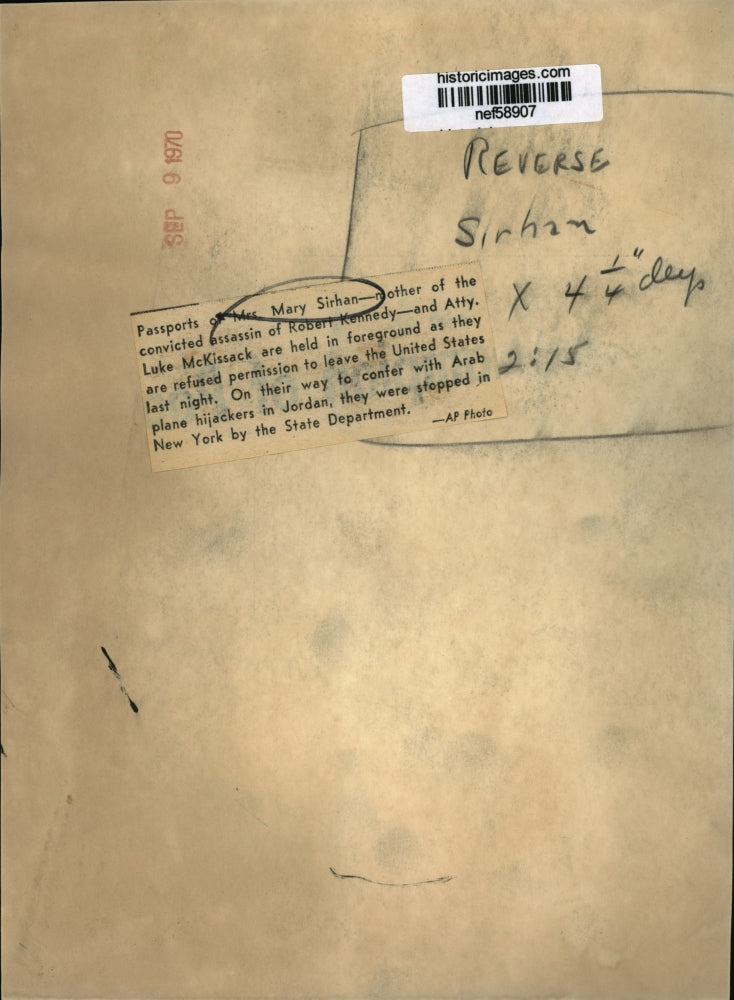 historicimages.com
nef58907
SEP 9 1970
REVERSE
Sirhan
X 4 1/4" deep
2:15
Passports of Mrs. Mary Sirhan—mother of the
convicted assassin of Robert Kennedy—and Atty.
Luke McKissack are held in foreground as they
are refused permission to leave the United States
last night. On their way to confer with Arab
plane hijackers in Jordan, they were stopped in
New York by the State Department.
—AP Photo